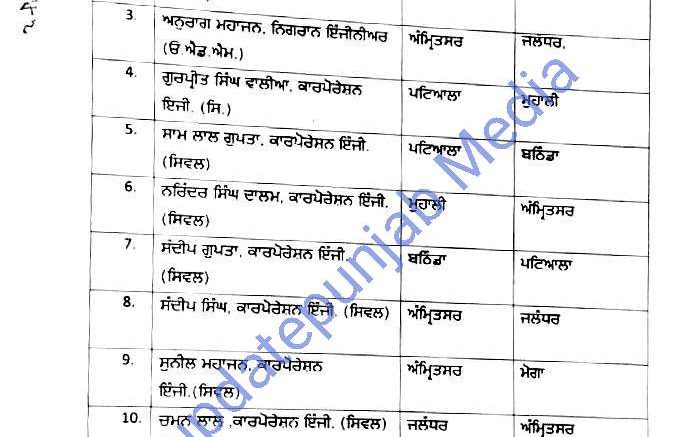 3. ਅਨੁਰਾਗ ਮਹਾਜਨ, ਨਿਗਰਾਨ ਇੰਜੀਨੀਅਰ ਅੰਮ੍ਰਿਤਸਰ ਜਲੰਧਰ.
(ਓ.ਐਂਡ.ਐਮ.)
4. ਗੁਰਪ੍ਰੀਤ ਸਿੰਘ ਵਾਲੀਆ, ਕਾਰਪੋਰੇਸ਼ਨ ਪਟਿਆਲਾ ਮੁਹਾਲੀ
ਇੰਜੀ. (ਸਿ.)
5. ਸਾਮ ਲਾਲ ਗੁਪਤਾ, ਕਾਰਪੋਰੇਸ਼ਨ ਇੰਜੀ. ਪਟਿਆਲਾ ਬਠਿੰਡਾ
(ਸਿਵਲ)
6. ਨਰਿੰਦਰ ਸਿੰਘ ਦਾਲਮ, ਕਾਰਪੋਰੇਸ਼ਨ ਇੰਜੀ. ਮੁਹਾਲੀ ਅੰਮ੍ਰਿਤਸਰ
(ਸਿਵਲ)
7. ਸੰਦੀਪ ਗੁਪਤਾ, ਕਾਰਪੋਰੇਸ਼ਨ ਇੰਜੀ. ਬਠਿੰਡਾ ਪਟਿਆਲਾ
(ਸਿਵਲ)
8. ਸੰਦੀਪ ਸਿੰਘ, ਕਾਰਪੋਰੇਸ਼ਨ ਇੰਜੀ. (ਸਿਵਲ) ਅੰਮ੍ਰਿਤਸਰ ਜਲੰਧਰ
9. ਸੁਨੀਲ ਮਹਾਜਨ, ਕਾਰਪੋਰੇਸ਼ਨ ਅੰਮ੍ਰਿਤਸਰ ਮੋਗਾ
ਇੰਜੀ.(ਸਿਵਲ)
10. ਚਮਨ ਲਾਲ ,ਕਾਰਪੋਰੇਸ਼ਨ ਇੰਜੀ. (ਸਿਵਲ) ਜਲੰਧਰ ਅੰਮ੍ਰਿਤਸਰ
updatepunjab Media